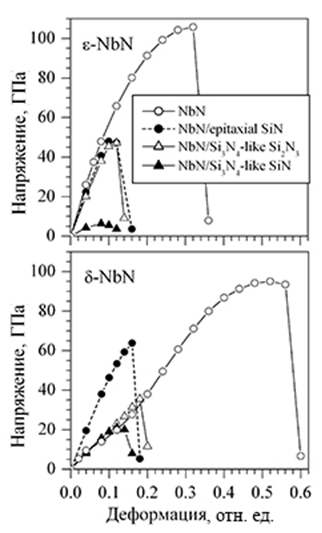 ε-NbN
100
80
60
40
20
0
Напряжение, ГПа
NbN
NbN/epitaxial SiN
NbN/Si₃N₄-like Si₂N₃
NbN/Si₃N₄-like SiN
δ-NbN
100
80
60
40
20
0
Напряжение, ГПа
0.0 0.1 0.2 0.3 0.4 0.5 0.6
Деформация, отн. ед.